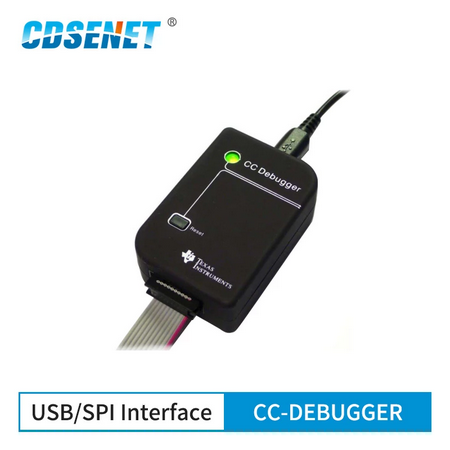 CDSENET®
CC Debugger
Reset
TEXAS
INSTRUMENTS
USB/SPI Interface
CC-DEBUGGER